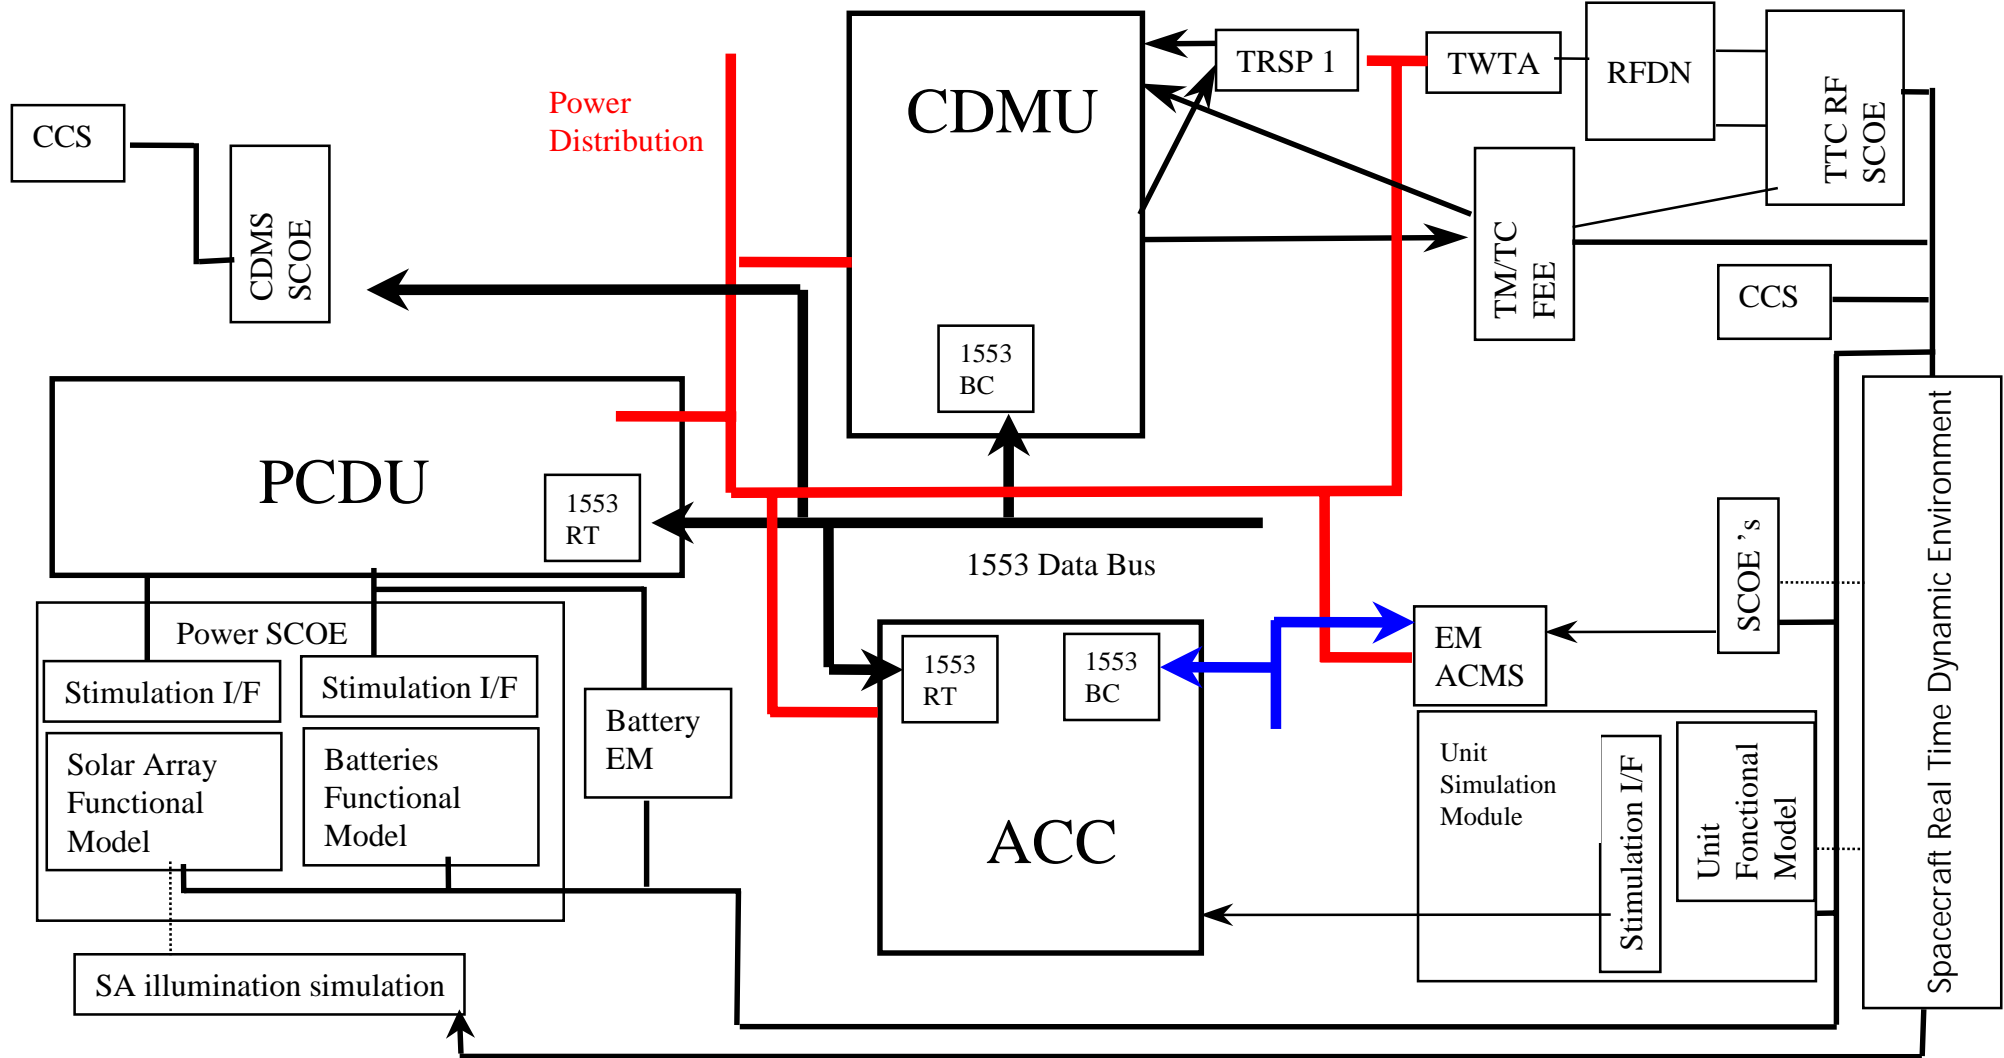 Power
Distribution
CCS
CDMS
SCOE
CDMU
1553
BC
TRSP 1
TWTA
RFDN
TTC RF
SCOE
TM/TC
FEE
CCS
PCDU
1553
RT
1553 Data Bus
Power SCOE
Stimulation I/F
Stimulation I/F
Solar Array
Functional
Model
Batteries
Functional
Model
Battery
EM
SA illumination simulation
1553
RT
1553
BC
ACC
EM
ACMS
SCOE 's
Unit
Simulation
Module
Stimulation I/F
Unit
Fonctional
Model
Spacecraft Real Time Dynamic Environment